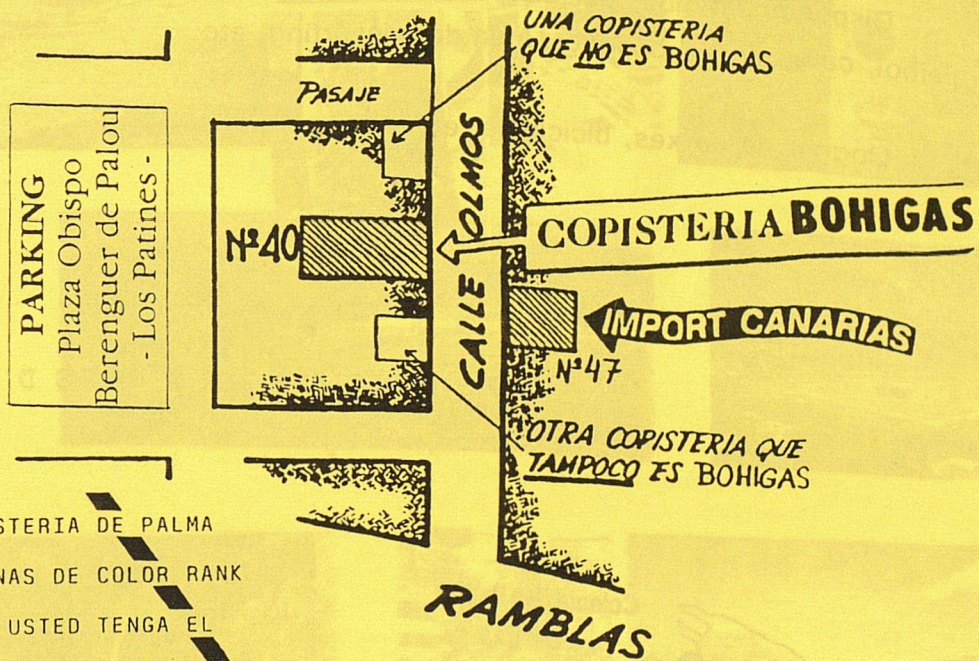 UNA COPISTERIA
QUE NO ES BOHIGAS
PASAJE
PARKING
Plaza Obispo
Berenguer de Palou
- Los Patines -
Nº40
CALLE OLMOS
COPISTERIA BOHIGAS
IMPORT CANARIAS
Nº47
OTRA COPISTERIA QUE
TAMPOCO ES BOHIGAS
RAMBLAS
STERIA DE PALMA
NAS DE COLOR RANK
USTED TENGA EL